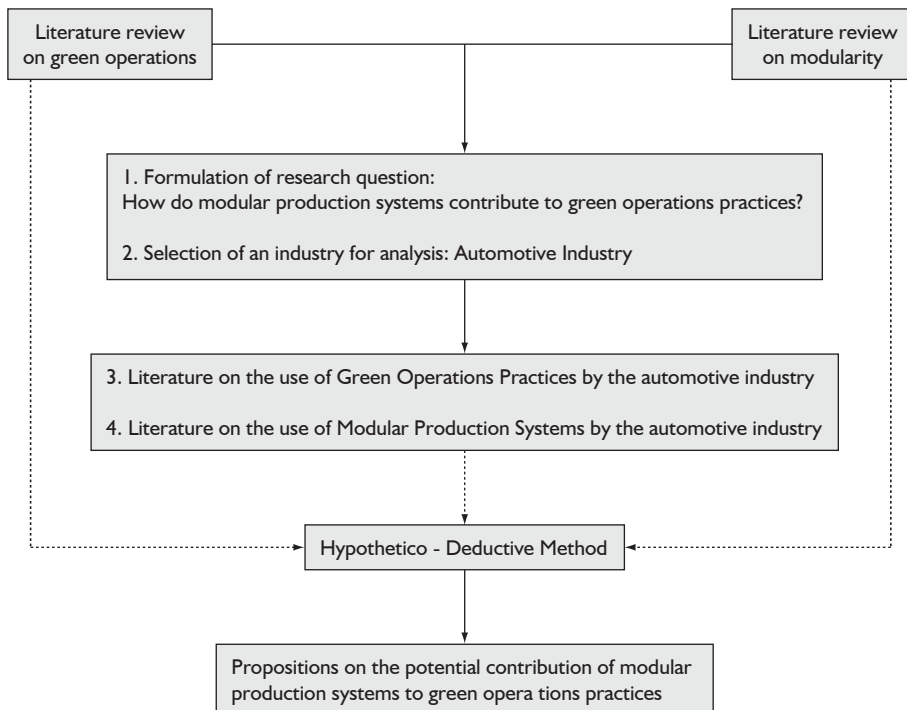 Literature review
on green operations
Literature review
on modularity
1. Formulation of research question:
How do modular production systems contribute to green operations practices?
2. Selection of an industry for analysis: Automotive Industry
3. Literature on the use of Green Operations Practices by the automotive industry
4. Literature on the use of Modular Production Systems by the automotive industry
Hypothetico - Deductive Method
Propositions on the potential contribution of modular
production systems to green opera tions practices